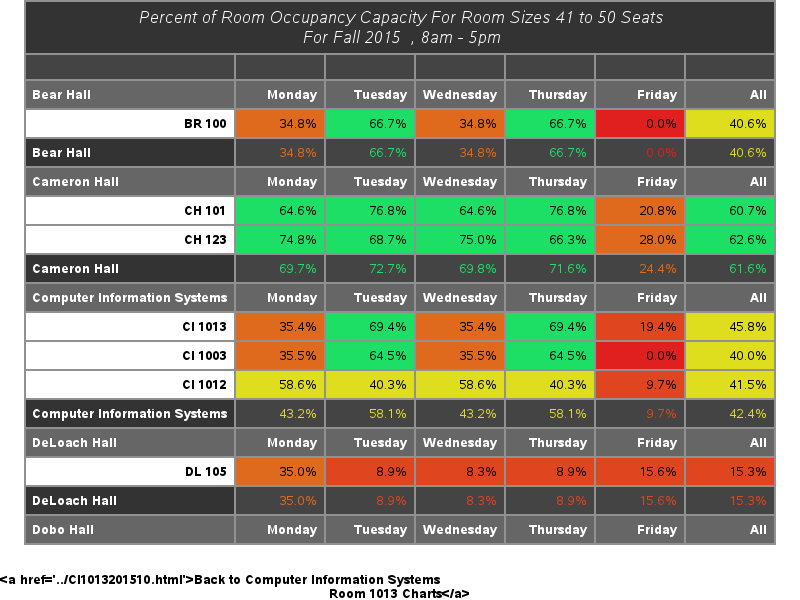 Percent of Room Occupancy Capacity For Room Sizes 41 to 50 Seats
For Fall 2015 , 8am - 5pm
Bear Hall Monday Tuesday Wednesday Thursday Friday All
BR 100 34.8% 66.7% 34.8% 66.7% 0.0% 40.6%
Bear Hall 34.8% 66.7% 34.8% 66.7% 0.0% 40.6%
Cameron Hall Monday Tuesday Wednesday Thursday Friday All
CH 101 64.6% 76.8% 64.6% 76.8% 20.8% 60.7%
CH 123 74.8% 68.7% 75.0% 66.3% 28.0% 62.6%
Cameron Hall 69.7% 72.7% 69.8% 71.6% 24.4% 61.6%
Computer Information Systems Monday Tuesday Wednesday Thursday Friday All
CI 1013 35.4% 69.4% 35.4% 69.4% 19.4% 45.8%
CI 1003 35.5% 64.5% 35.5% 64.5% 0.0% 40.0%
CI 1012 58.6% 40.3% 58.6% 40.3% 9.7% 41.5%
Computer Information Systems 43.2% 58.1% 43.2% 58.1% 9.7% 42.4%
DeLoach Hall Monday Tuesday Wednesday Thursday Friday All
DL 105 35.0% 8.9% 8.3% 8.9% 15.6% 15.3%
DeLoach Hall 35.0% 8.9% 8.3% 8.9% 15.6% 15.3%
Dobo Hall Monday Tuesday Wednesday Thursday Friday All
<a href='../CI1013201510.html'>Back to Computer Information Systems
Room 1013 Charts</a>